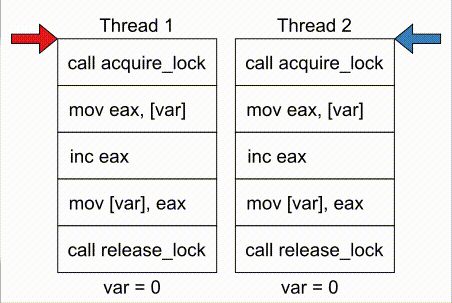 Thread 1
call acquire_lock
mov eax, [var]
inc eax
mov [var], eax
call release_lock
var = 0
Thread 2
call acquire_lock
mov eax, [var]
inc eax
mov [var], eax
call release_lock
var = 0